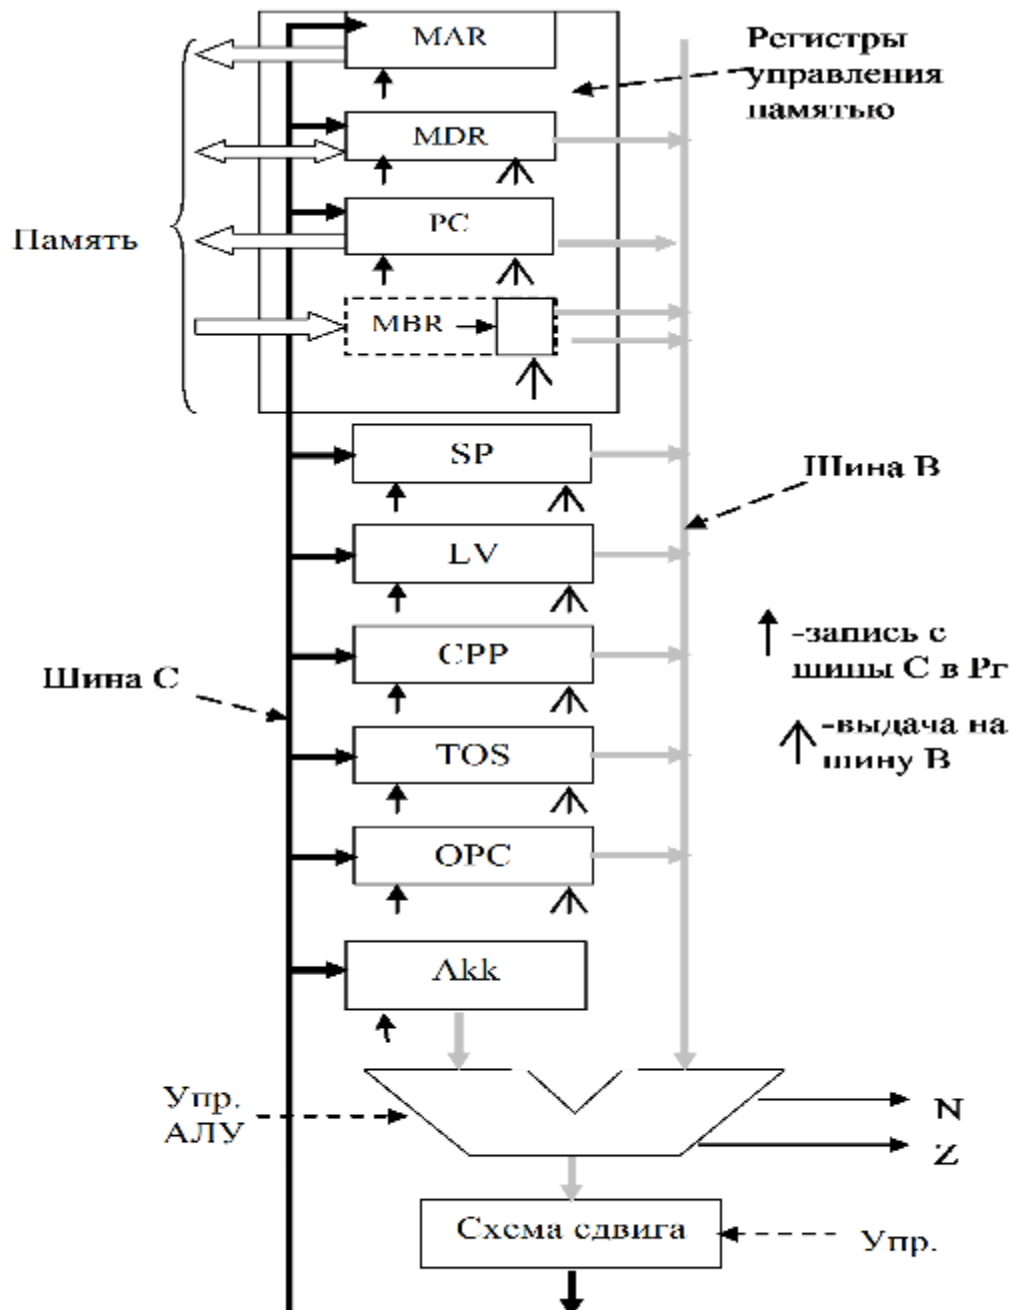 MAR
Регистры
управления
памятью
MDR
PC
Память
MBR
SP
Шина B
LV
-запись с
шины C в Рг
CPP
Шина C
-выдача на
шину B
TOS
OPC
Akk
Упр.
АЛУ
N
Z
Схема сдвига
Упр.